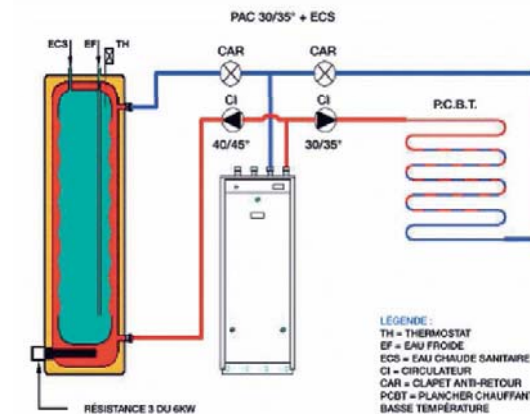 PAC 30/35° + ECS
ECS EF TH
CAR CAR
CI CI
P.C.B.T.
40/45° 30/35°
LÉGENDE :
TH = THERMOSTAT
EF = EAU FROIDE
ECS = EAU CHAUDE SANITAIRE
CI = CIRCULATEUR
CAR = CLAPET ANTI-RETOUR
PCBT = PLANCHER CHAUFFANT
BASSE TEMPÉRATURE
RÉSISTANCE 3 DU 6KW